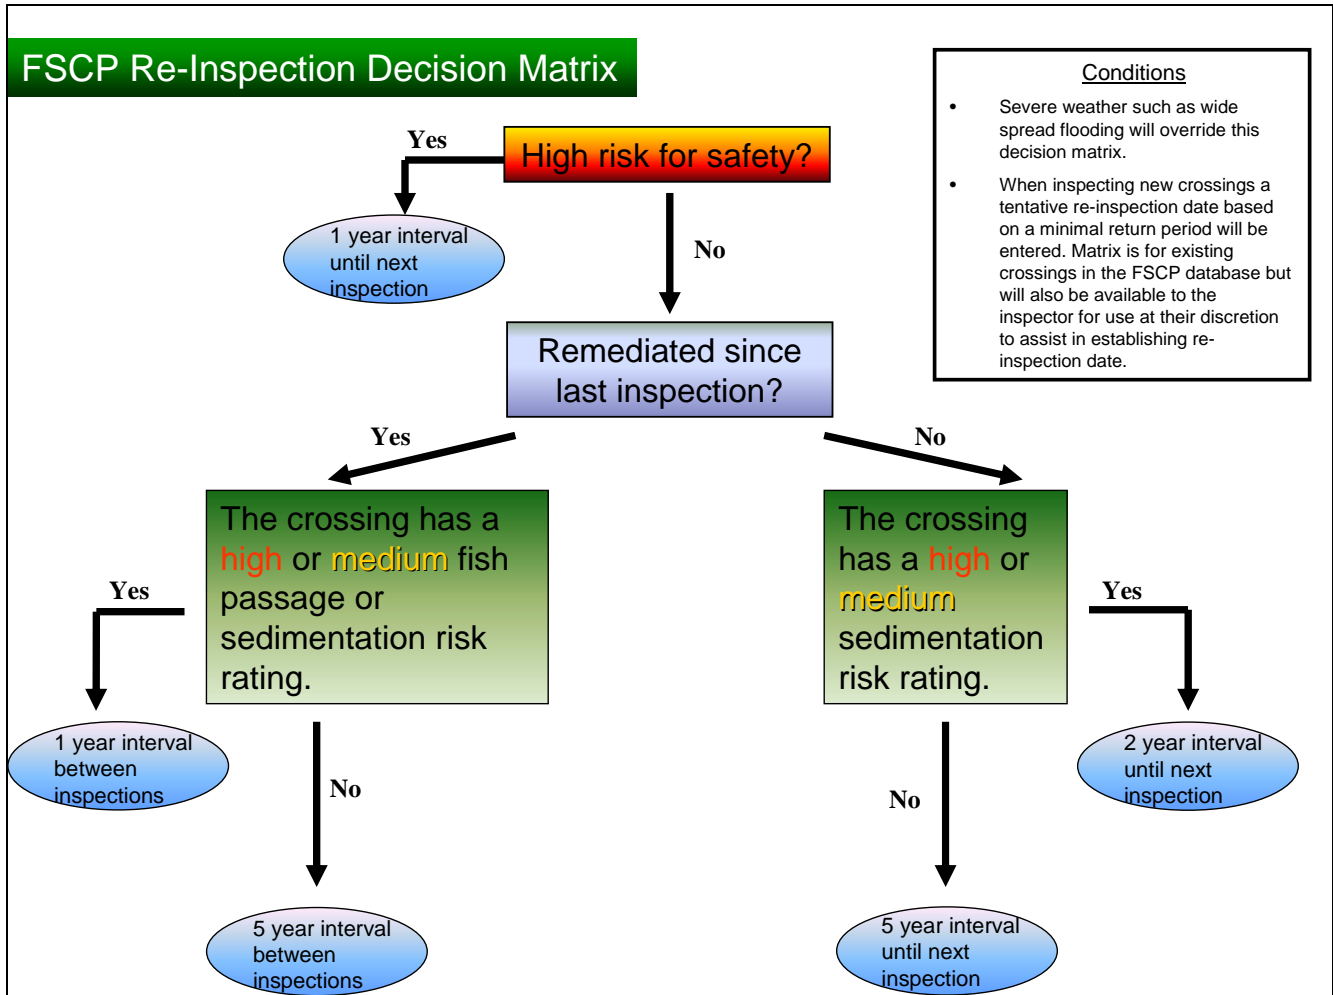 FSCP Re-Inspection Decision Matrix
Conditions
• Severe weather such as wide
spread flooding will override this
decision matrix.
• When inspecting new crossings a
tentative re-inspection date based
on a minimal return period will be
entered. Matrix is for existing
crossings in the FSCP database but
will also be available to the
inspector for use at their discretion
to assist in establishing re-
inspection date.
Yes
High risk for safety?
1 year interval
until next
inspection
No
Remediated since
last inspection?
Yes
No
The crossing has a
high or medium fish
passage or
sedimentation risk
rating.
The crossing
has a high or
medium
sedimentation
risk rating.
Yes
Yes
1 year interval
between
inspections
No
No
2 year interval
until next
inspection
5 year interval
between
inspections
5 year interval
until next
inspection